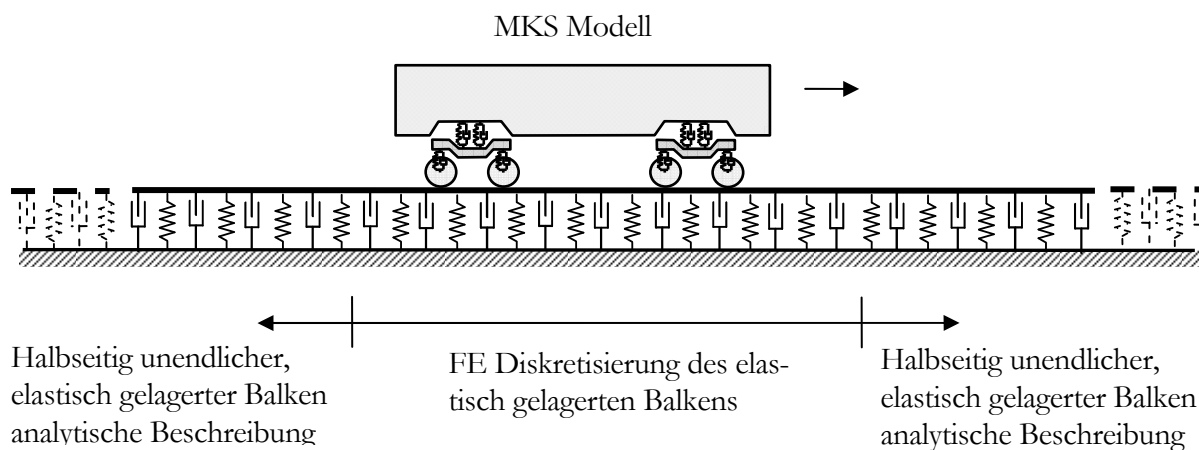 MKS Modell
Halbseitig unendlicher,
elastisch gelagerter Balken
analytische Beschreibung
FE Diskretisierung des elas-
tisch gelagerten Balkens
Halbseitig unendlicher,
elastisch gelagerter Balken
analytische Beschreibung